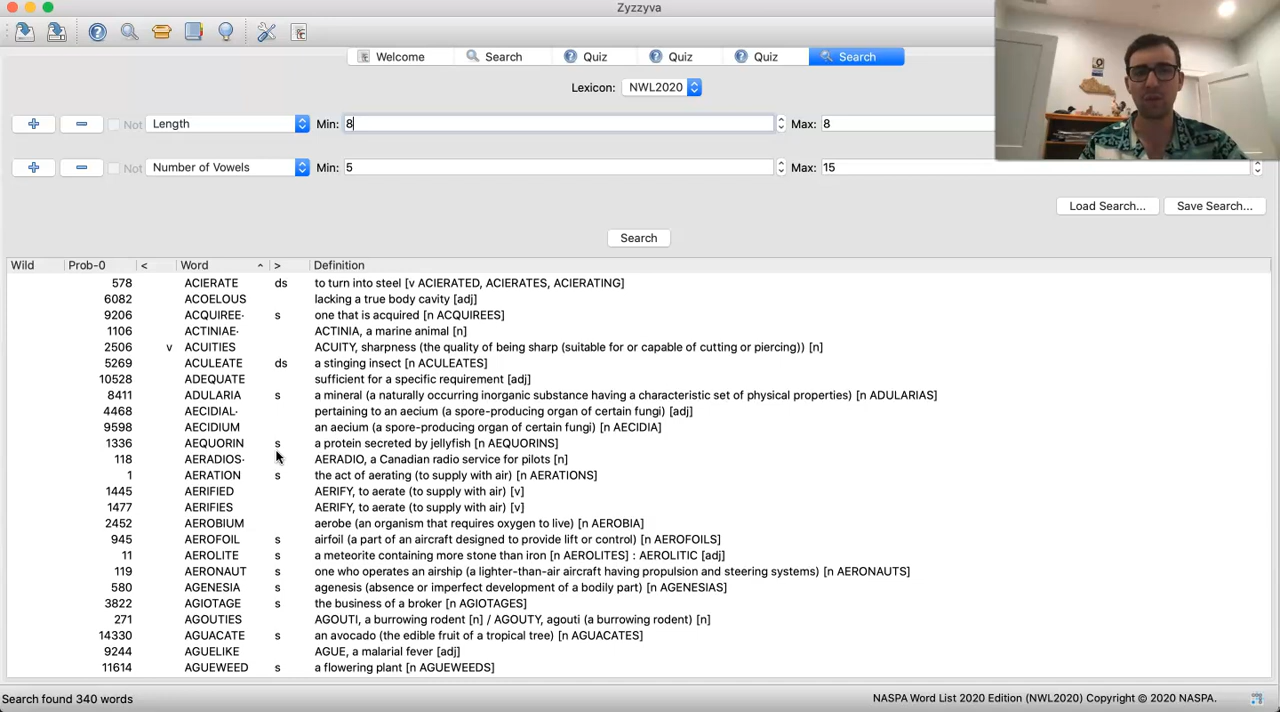 Zyzzyva
Welcome Search Quiz Quiz Quiz Search
Lexicon: NWL2020
Not Length Min: 8 Max: 8
Not Number of Vowels Min: 5 Max: 15
Load Search... Save Search...
Search
Wild Prob-0 < Word > Definition
578 ACIERATE ds to turn into steel [v ACIERATED, ACIERATES, ACIERATING]
6082 ACOELOUS lacking a true body cavity [adj]
9206 ACQUIREE· s one that is acquired [n ACQUIREES]
1106 ACTINIAE· ACTINIA, a marine animal [n]
2506 v ACUITIES ACUITY, sharpness (the quality of being sharp (suitable for or capable of cutting or piercing)) [n]
5269 ACULEATE ds a stinging insect [n ACULEATES]
10528 ADEQUATE sufficient for a specific requirement [adj]
8411 ADULARIA s a mineral (a naturally occurring inorganic substance having a characteristic set of physical properties) [n ADULARIAS]
4468 AECIDIAL· pertaining to an aecium (a spore-producing organ of certain fungi) [adj]
9598 AECIDIUM an aecium (a spore-producing organ of certain fungi) [n AECIDIA]
1336 AEQUORIN s a protein secreted by jellyfish [n AEQUORINS]
118 AERADIOS· AERADIO, a Canadian radio service for pilots [n]
1 AERATION s the act of aerating (to supply with air) [n AERATIONS]
1445 AERIFIED AERIFY, to aerate (to supply with air) [v]
1477 AERIFIES AERIFY, to aerate (to supply with air) [v]
2452 AEROBIUM aerobe (an organism that requires oxygen to live) [n AEROBIA]
945 AEROFOIL s airfoil (a part of an aircraft designed to provide lift or control) [n AEROFOILS]
11 AEROLITE s a meteorite containing more stone than iron [n AEROLITES] : AEROLITIC [adj]
119 AERONAUT s one who operates an airship (a lighter-than-air aircraft having propulsion and steering systems) [n AERONAUTS]
580 AGENESIA s agenesis (absence or imperfect development of a bodily part) [n AGENESIAS]
3822 AGIOTAGE s the business of a broker [n AGIOTAGES]
271 AGOUTIES AGOUTI, a burrowing rodent [n] / AGOUTY, agouti (a burrowing rodent) [n]
14330 AGUACATE s an avocado (the edible fruit of a tropical tree) [n AGUACATES]
9244 AGUELIKE AGUE, a malarial fever [adj]
11614 AGUEWEED s a flowering plant [n AGUEWEEDS]
Search found 340 words NASPA Word List 2020 Edition (NWL2020) Copyright © 2020 NASPA.